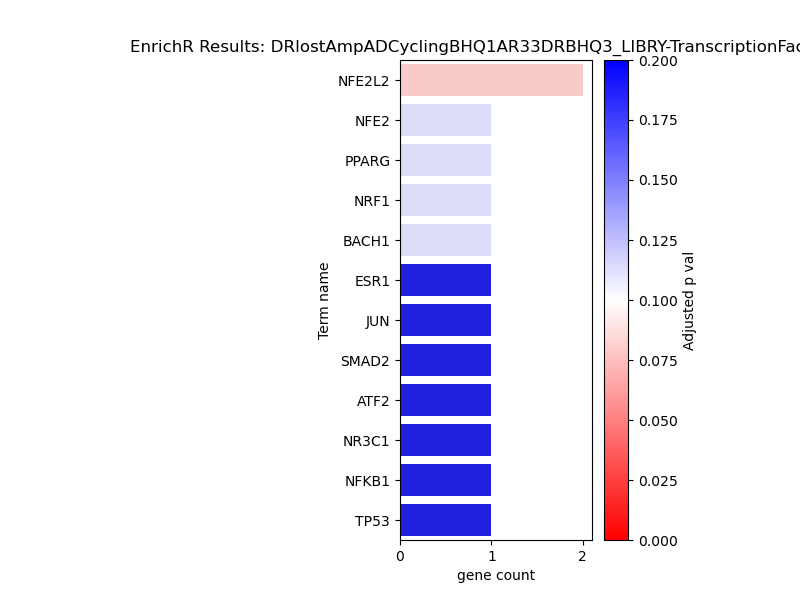 EnrichR Results: DRlostAmpADCyclingBHQ1AR33DRBHQ3_LIBRY-TranscriptionFac
NFE2L2
NFE2
PPARG
NRF1
BACH1
ESR1
JUN
SMAD2
ATF2
NR3C1
NFKB1
TP53
Term name
0 1 2
gene count
0.200
0.175
0.150
0.125
0.100
0.075
0.050
0.025
0.000
Adjusted p val